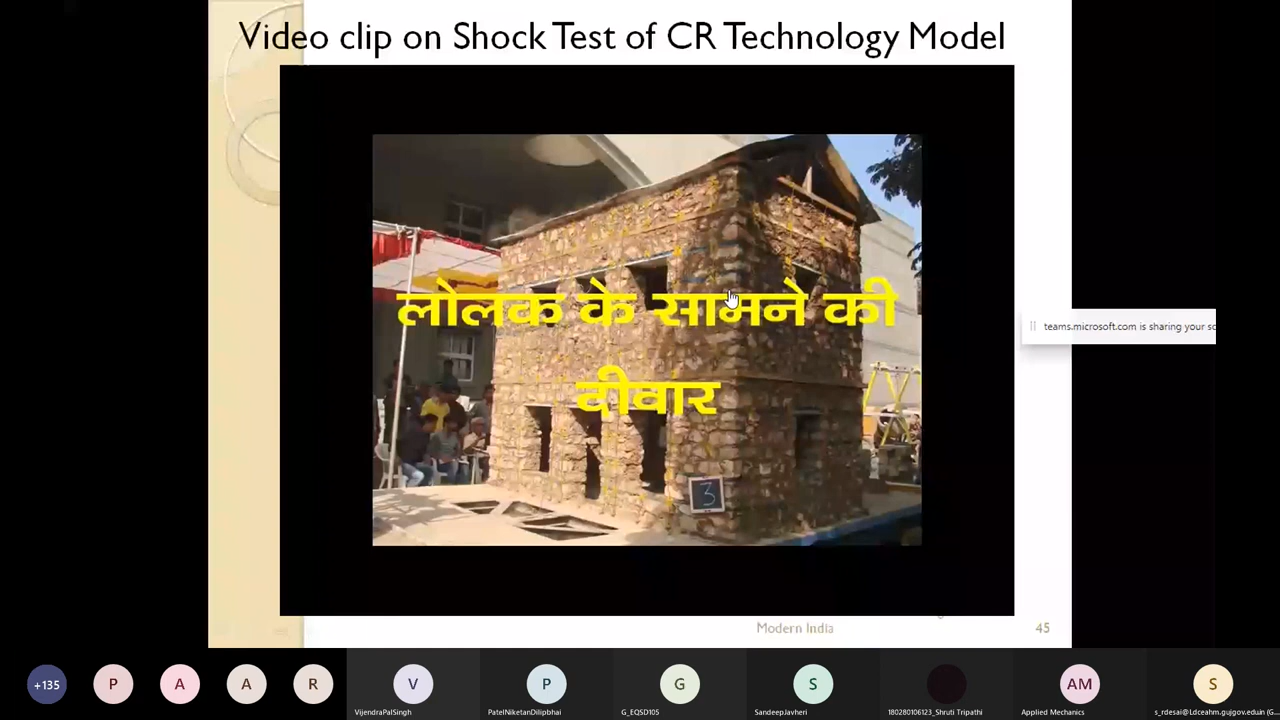 Video clip on Shock Test of CR Technology Model
लोलक के सामने की
दीवार
3
teams.microsoft.com is sharing your sc
Modern India
45
+135
P
A
A
R
V
P
G
S
AM
S
VijendraPalSingh
PatelNiketanDilipbhai
G_EQSD105
SandeepJavheri
180280106123_Shruti Tripathi
Applied Mechanics
s_rdesai@Ldceahm.gujgov.eduin (G...